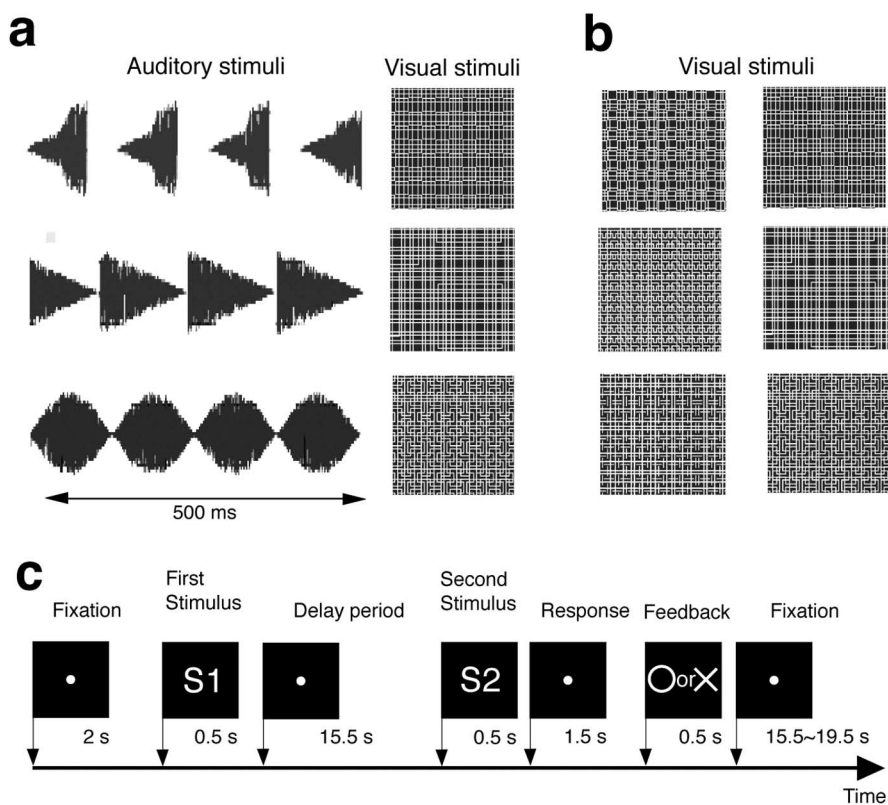 a
b
Auditory stimuli
Visual stimuli
Visual stimuli
500 ms
c
First
Stimulus
Second
Stimulus
Fixation
Delay period
Response
Feedback
Fixation
S1
S2
OorX
2 s
0.5 s
15.5 s
0.5 s
1.5 s
0.5 s
15.5~19.5 s
Time